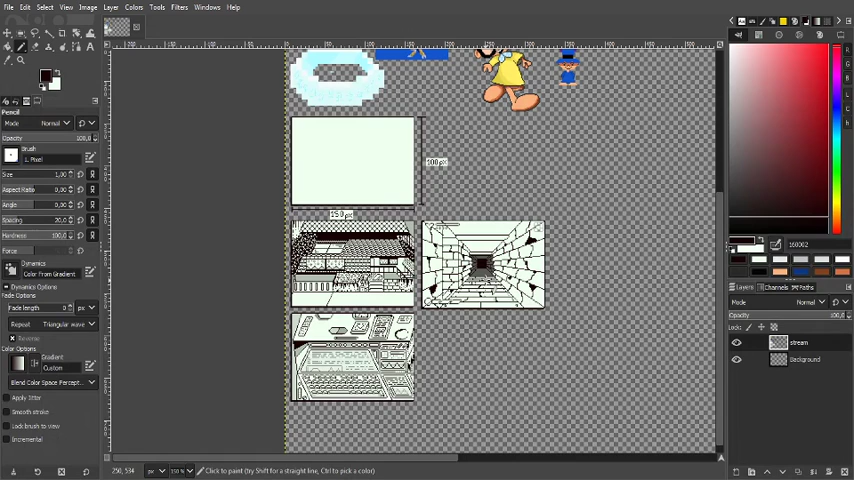 File Edit Select View Image Layer Colors Tools Filters Windows Help
Pencil
Mode Normal
Opacity 100,0
Brush
1. Pixel
Size 1,00
Aspect Ratio 0,00
Angle 0,00
Spacing 20,0
Hardness 100,0
Force
Dynamics
Color From Gradient
Dynamics Options
Fade Options
Fade length 0 px
Repeat Triangular wave
Reverse
Color Options
Gradient
Custom
Blend Color Space Percept...
Apply Jitter
Smooth stroke
Lock brush to view
Incremental
250, 534 px 150 % Click to paint (try Shift for a straight line, Ctrl to pick a color)
R
G
B
L
C
h
160002
Layers Channels Paths
Mode Normal
Opacity 100,0
Lock:
stream
Background